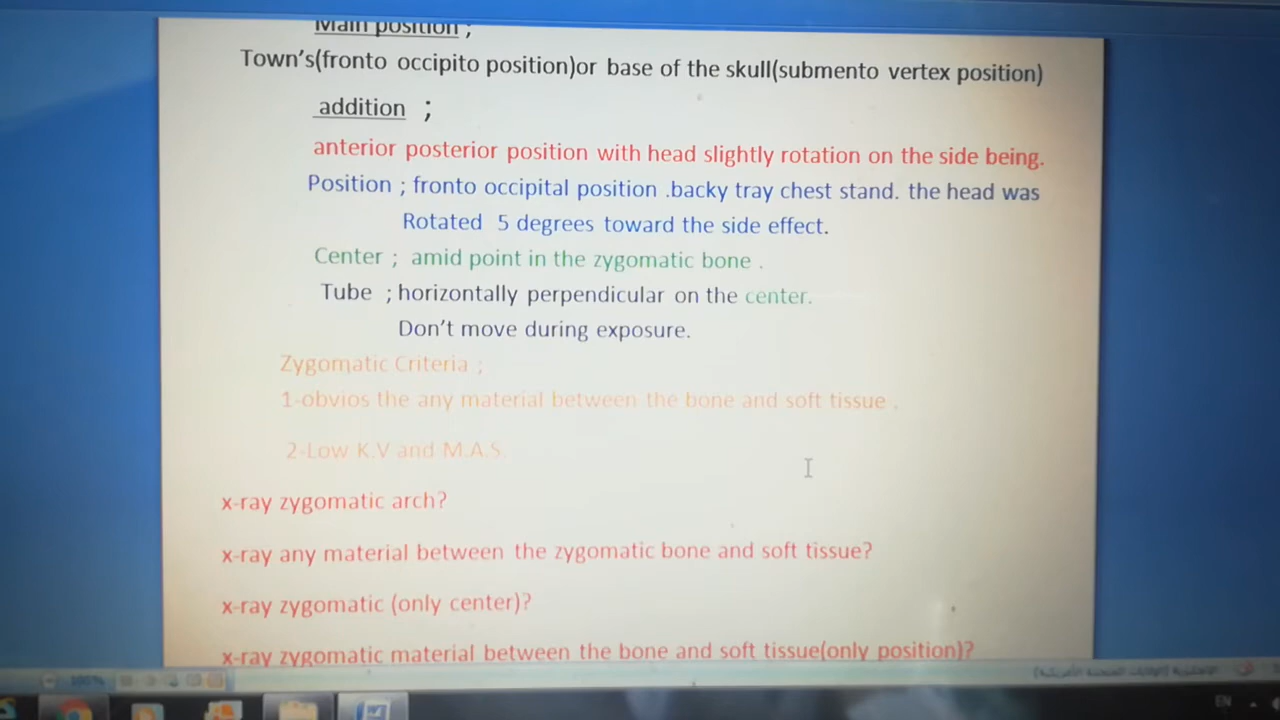 Main position ;
Town's(fronto occipito position)or base of the skull(submento vertex position)
addition ;
anterior posterior position with head slightly rotation on the side being.
Position ; fronto occipital position .backy tray chest stand. the head was
Rotated 5 degrees toward the side effect.
Center ; amid point in the zygomatic bone .
Tube ; horizontally perpendicular on the center.
Don't move during exposure.
Zygomatic Criteria ;
1-obvios the any material between the bone and soft tissue .
2-Low K.V and M.A.S.
x-ray zygomatic arch?
x-ray any material between the zygomatic bone and soft tissue?
x-ray zygomatic (only center)?
x-ray zygomatic material between the bone and soft tissue(only position)?
100%
EN